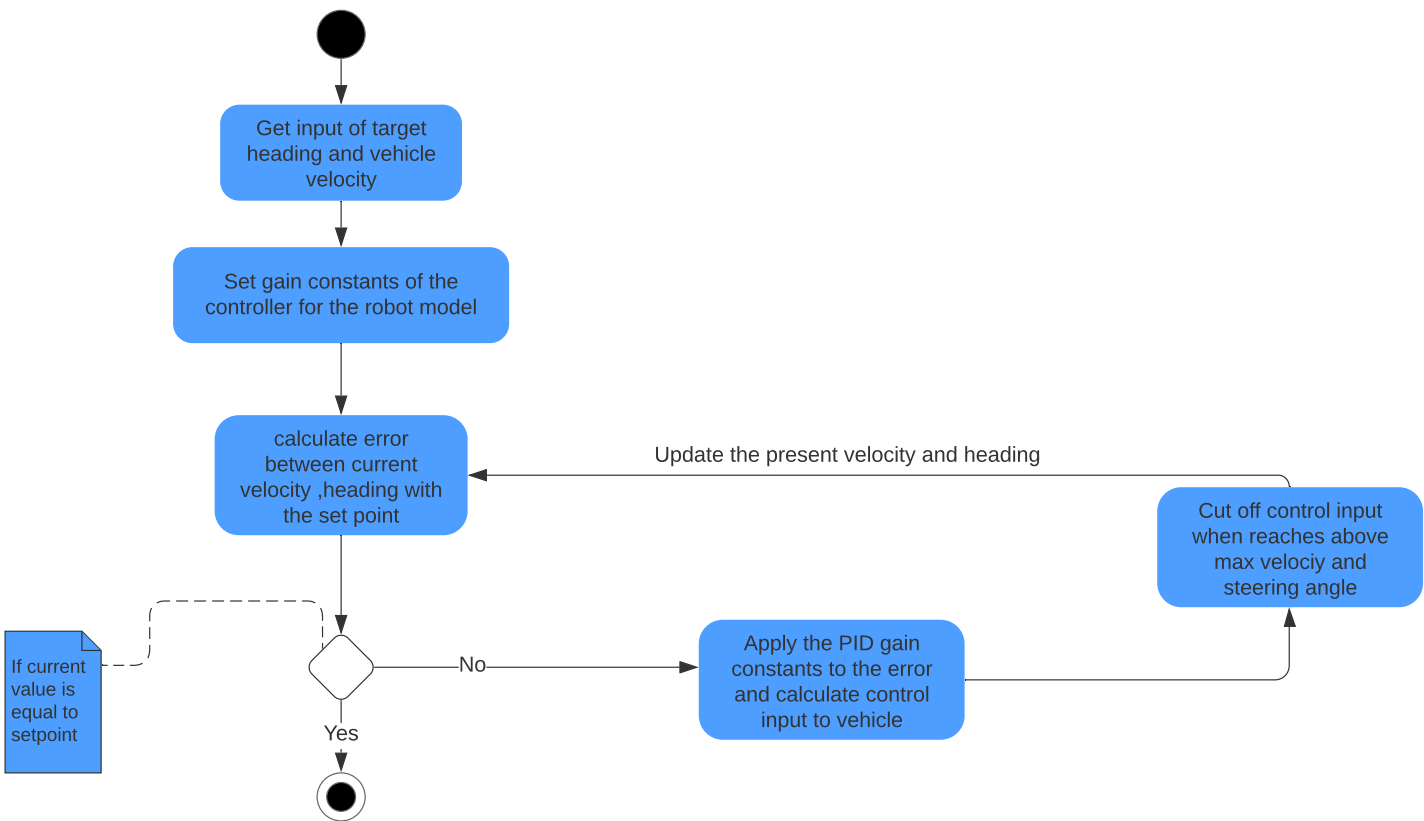 Get input of target
heading and vehicle
velocity
Set gain constants of the
controller for the robot model
calculate error
between current
velocity ,heading with
the set point
Update the present velocity and heading
Cut off control input
when reaches above
max velociy and
steering angle
If current
value is
equal to
setpoint
No
Apply the PID gain
constants to the error
and calculate control
input to vehicle
Yes